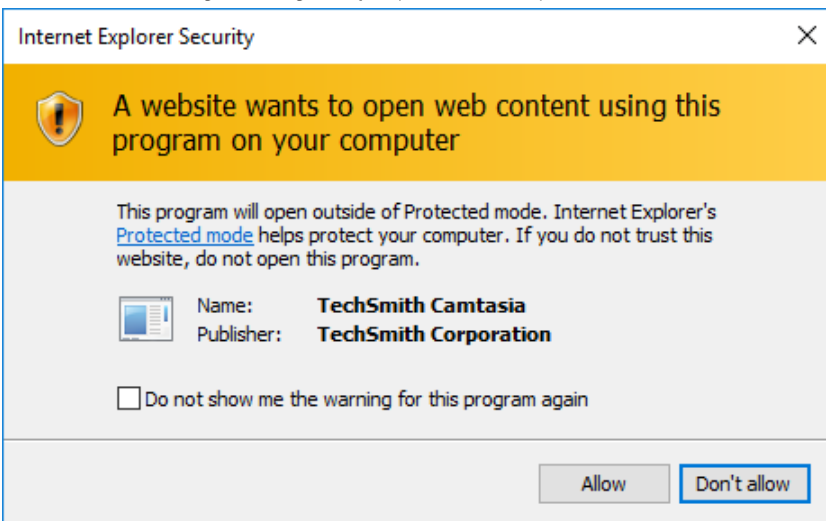 Internet Explorer Security
A website wants to open web content using this
program on your computer
This program will open outside of Protected mode. Internet Explorer's
Protected mode helps protect your computer. If you do not trust this
website, do not open this program.
Name: TechSmith Camtasia
Publisher: TechSmith Corporation
Do not show me the warning for this program again
Allow Don't allow